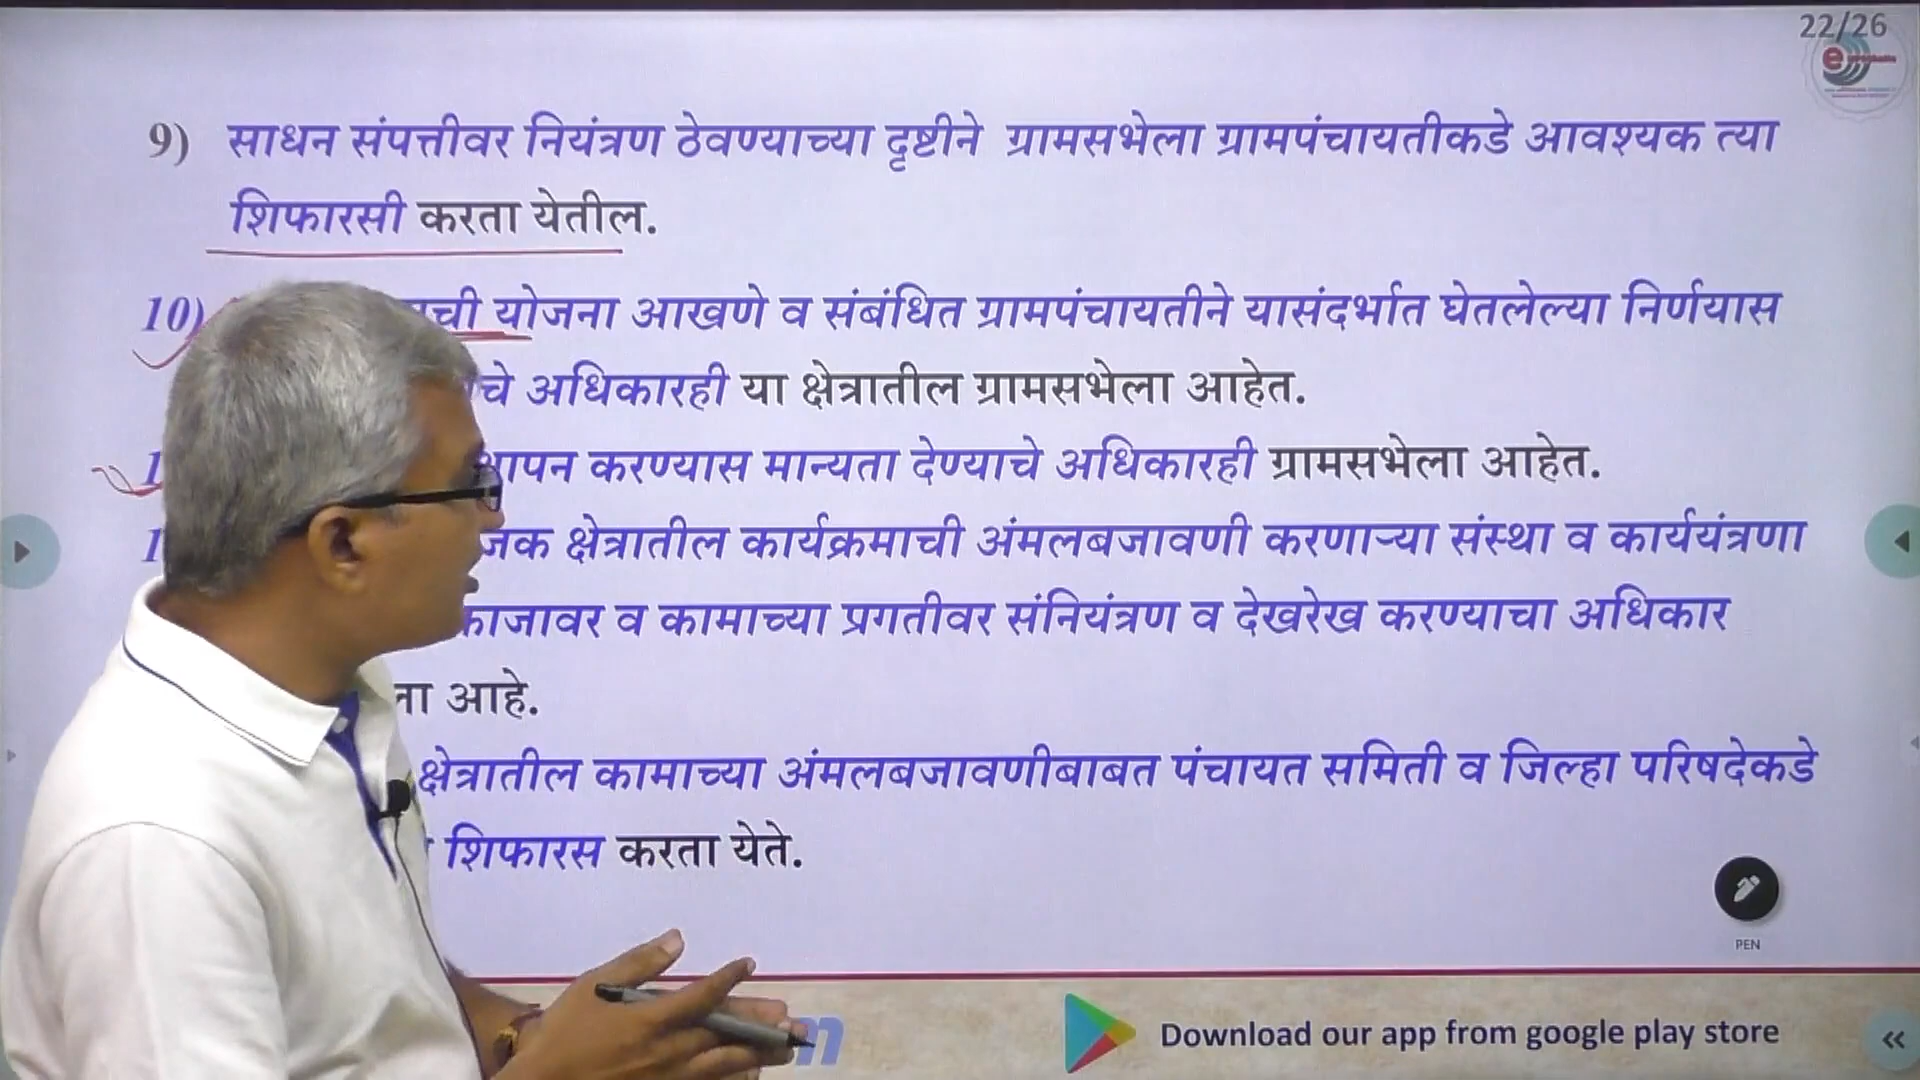 22/26
9) साधन संपत्तीवर नियंत्रण ठेवण्याच्या दृष्टीने ग्रामसभेला ग्रामपंचायतीकडे आवश्यक त्या
शिफारसी करता येतील.
10) योजना आखणे व संबंधित ग्रामपंचायतीने यासंदर्भात घेतलेल्या निर्णयास
चे अधिकारही या क्षेत्रातील ग्रामसभेला आहेत.
करण्यास मान्यता देण्याचे अधिकारही ग्रामसभेला आहेत.
क्षेत्रातील कार्यक्रमाची अंमलबजावणी करणाऱ्या संस्था व कार्ययंत्रणा
व कामाच्या प्रगतीवर संनियंत्रण व देखरेख करण्याचा अधिकार
आहे.
क्षेत्रातील कामाच्या अंमलबजावणीबाबत पंचायत समिती व जिल्हा परिषदेकडे
शिफारस करता येते.
PEN
Download our app from google play store